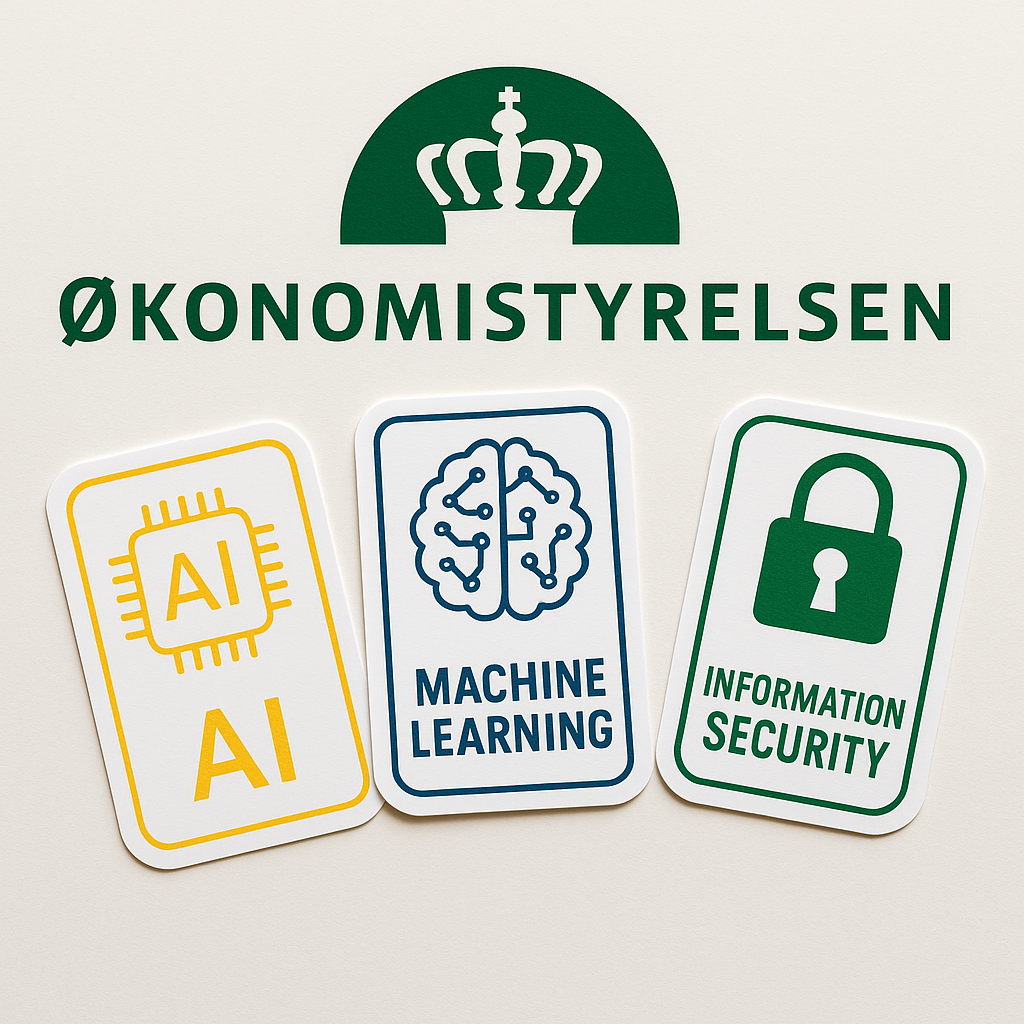 ØKONOMISTYRELSEN
AI
AI
MACHINE
LEARNING
INFORMATION
SECURITY